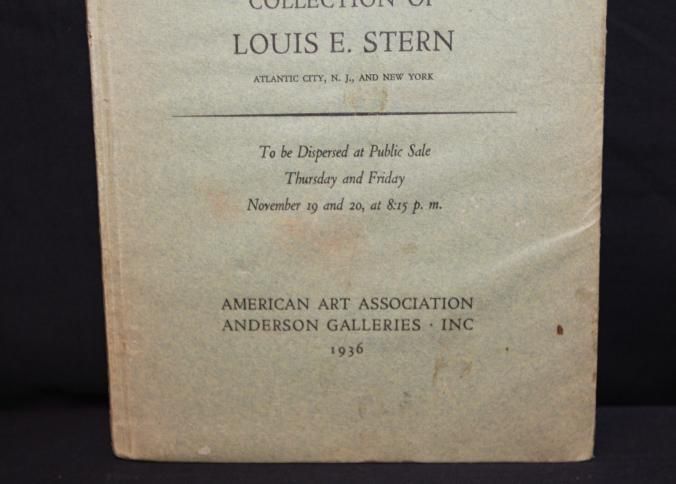 COLLECTION OF
LOUIS E. STERN
ATLANTIC CITY, N. J., AND NEW YORK
To be Dispersed at Public Sale
Thursday and Friday
November 19 and 20, at 8:15 p. m.
AMERICAN ART ASSOCIATION
ANDERSON GALLERIES · INC
1936